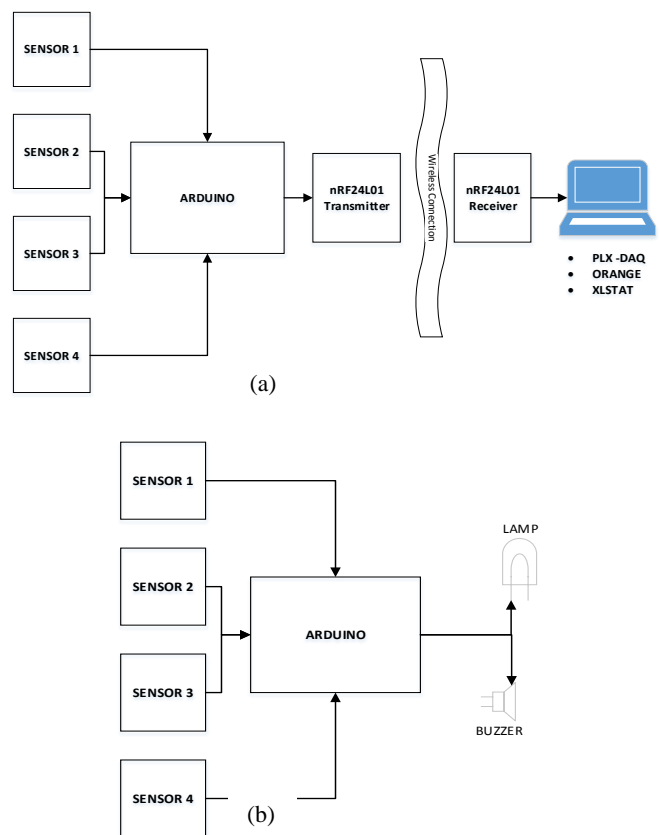 SENSOR 1
SENSOR 2
SENSOR 3
SENSOR 4
ARDUINO
nRF24L01
Transmitter
Wireless Connection
nRF24L01
Receiver
• PLX -DAQ
• ORANGE
• XLSTAT
(a)
SENSOR 1
SENSOR 2
SENSOR 3
SENSOR 4
ARDUINO
LAMP
BUZZER
(b)